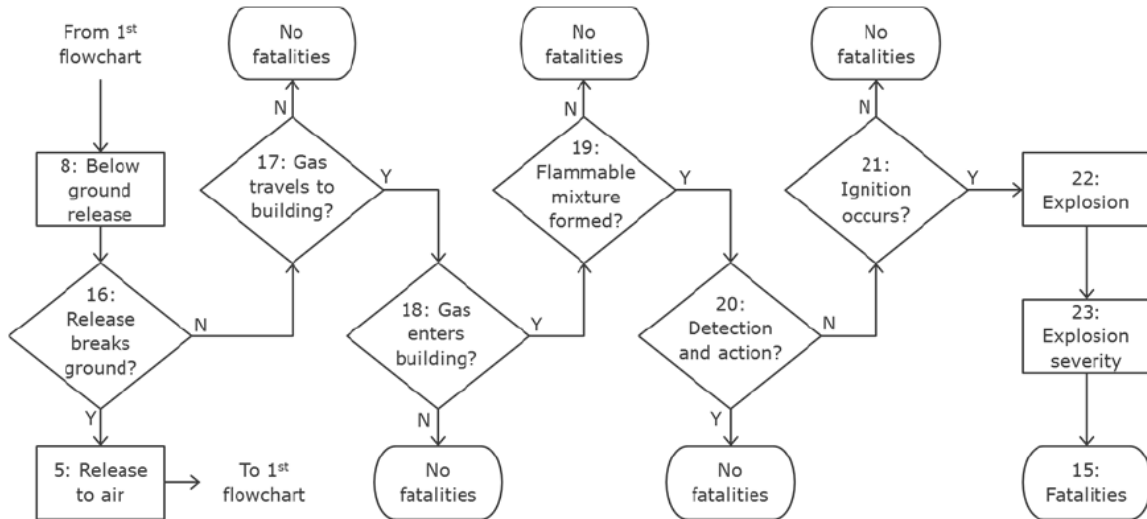 From 1st
flowchart
8: Below
ground
release
16:
Release
breaks
ground?
N
Y
5: Release
to air
To 1st
flowchart
No
fatalities
N
17: Gas
travels to
building?
Y
18: Gas
enters
building?
Y
N
No
fatalities
No
fatalities
N
19:
Flammable
mixture
formed?
Y
20:
Detection
and action?
N
Y
No
fatalities
No
fatalities
N
21:
Ignition
occurs?
Y
22:
Explosion
23:
Explosion
severity
15:
Fatalities